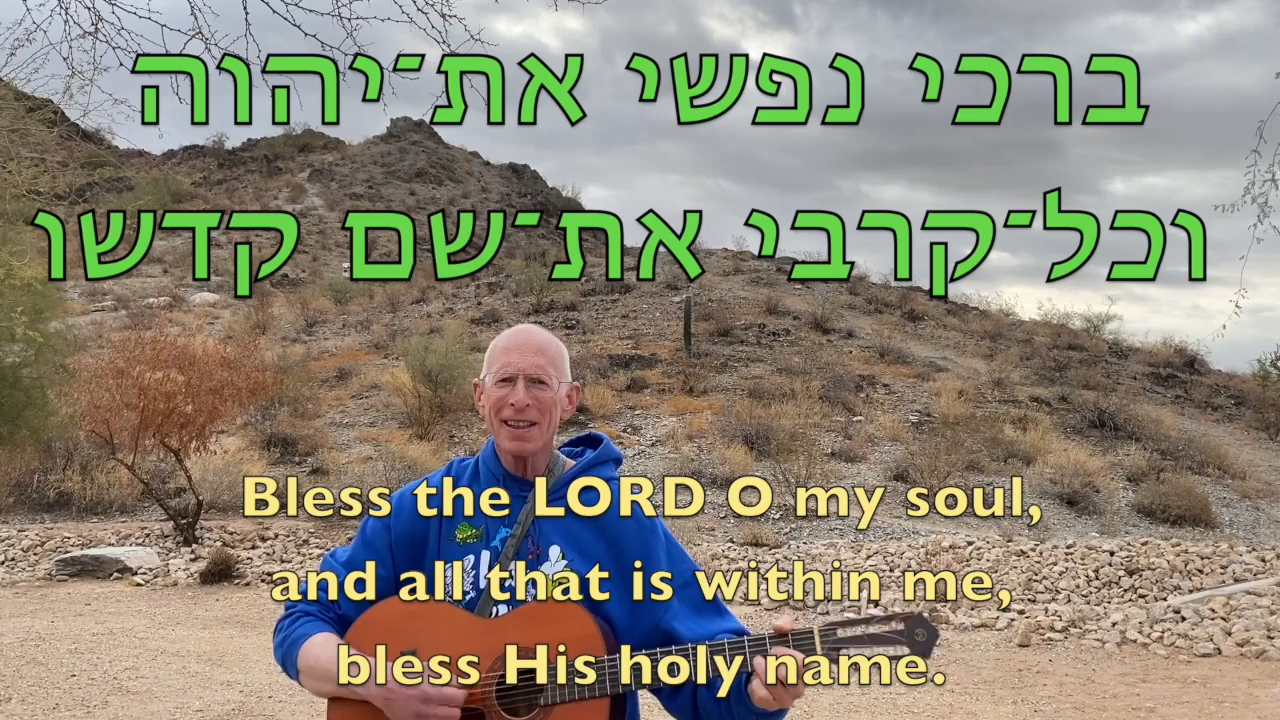 ברכי נפשי את־יהוה
וכל־קרבי את־שם קדשו
Bless the LORD O my soul,
and all that is within me,
bless His holy name.